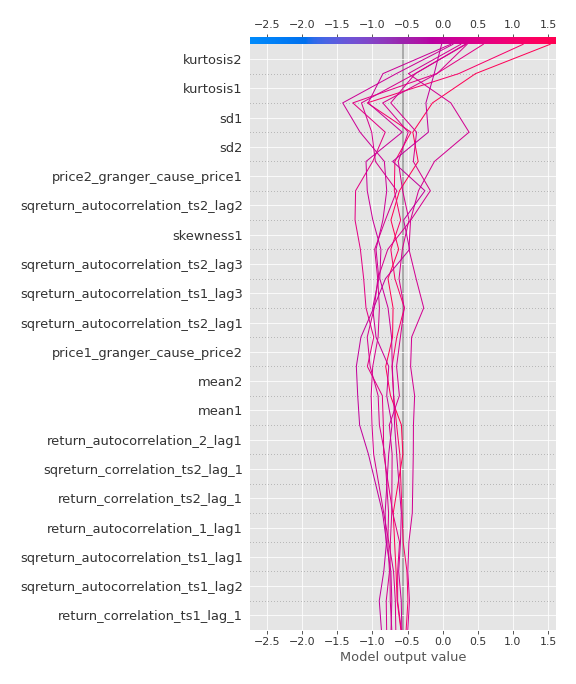 −2.5 −2.0 −1.5 −1.0 −0.5 0.0 0.5 1.0 1.5
kurtosis2
kurtosis1
sd1
sd2
price2_granger_cause_price1
sqreturn_autocorrelation_ts2_lag2
skewness1
sqreturn_autocorrelation_ts2_lag3
sqreturn_autocorrelation_ts1_lag3
sqreturn_autocorrelation_ts2_lag1
price1_granger_cause_price2
mean2
mean1
return_autocorrelation_2_lag1
sqreturn_correlation_ts2_lag_1
return_correlation_ts2_lag_1
return_autocorrelation_1_lag1
sqreturn_autocorrelation_ts1_lag1
sqreturn_autocorrelation_ts1_lag2
return_correlation_ts1_lag_1
−2.5 −2.0 −1.5 −1.0 −0.5 0.0 0.5 1.0 1.5
Model output value